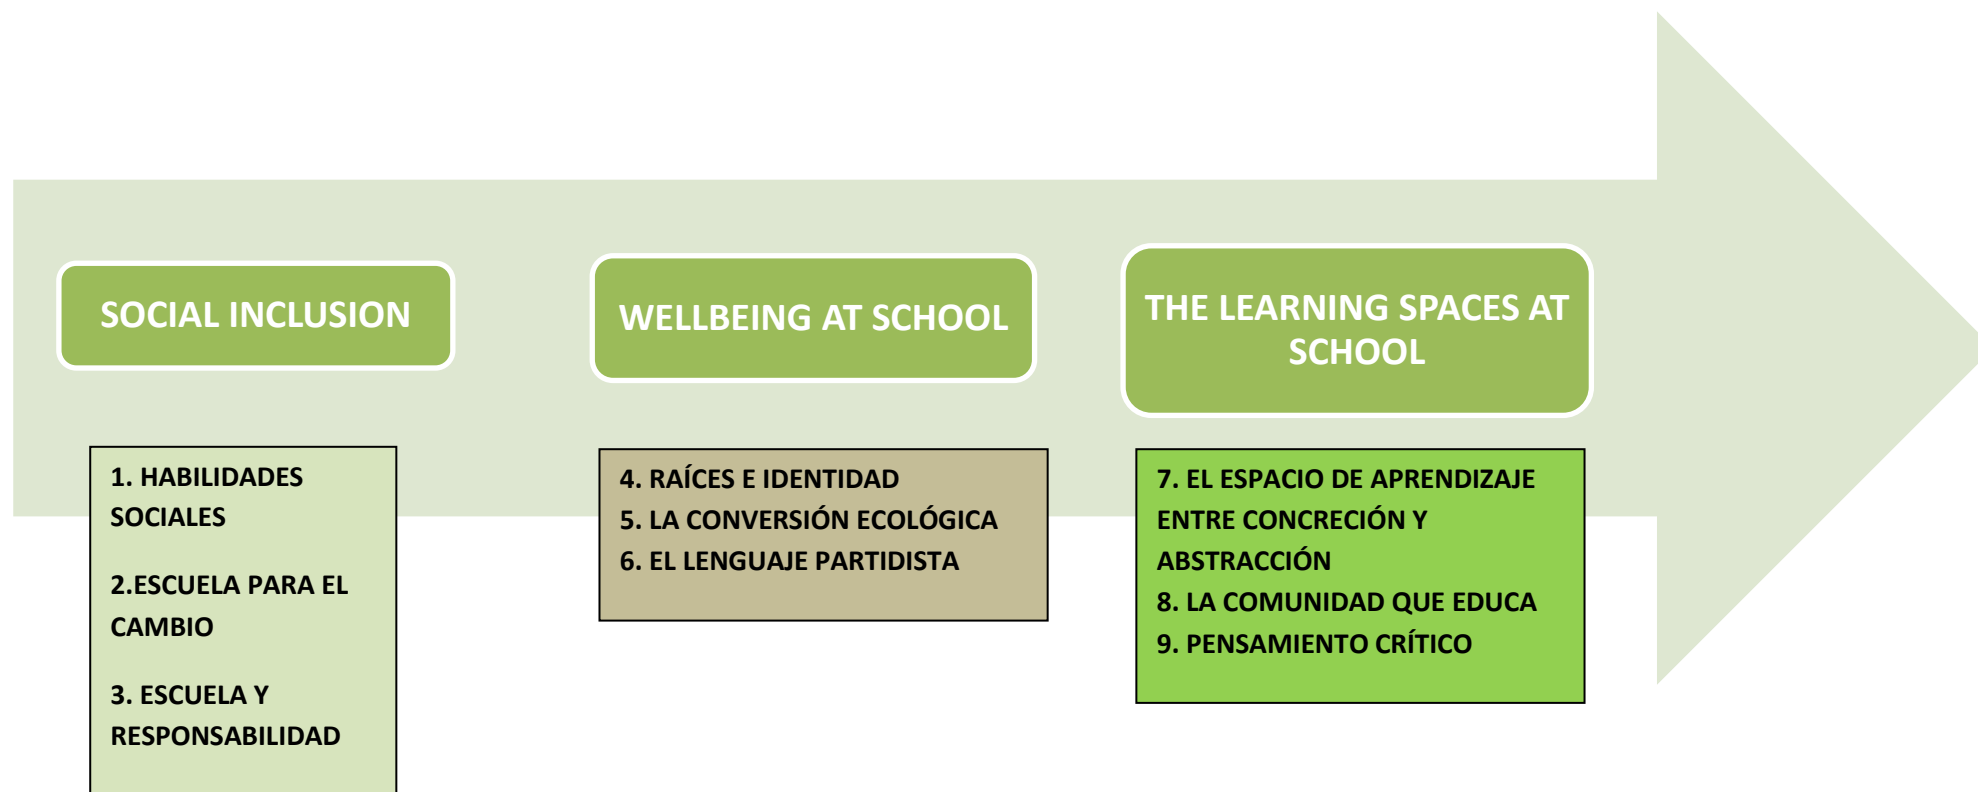 SOCIAL INCLUSION
WELLBEING AT SCHOOL
THE LEARNING SPACES AT
SCHOOL
1. HABILIDADES
SOCIALES
2.ESCUELA PARA EL
CAMBIO
3. ESCUELA Y
RESPONSABILIDAD
4. RAÍCES E IDENTIDAD
5. LA CONVERSIÓN ECOLÓGICA
6. EL LENGUAJE PARTIDISTA
7. EL ESPACIO DE APRENDIZAJE
ENTRE CONCRECIÓN Y
ABSTRACCIÓN
8. LA COMUNIDAD QUE EDUCA
9. PENSAMIENTO CRÍTICO